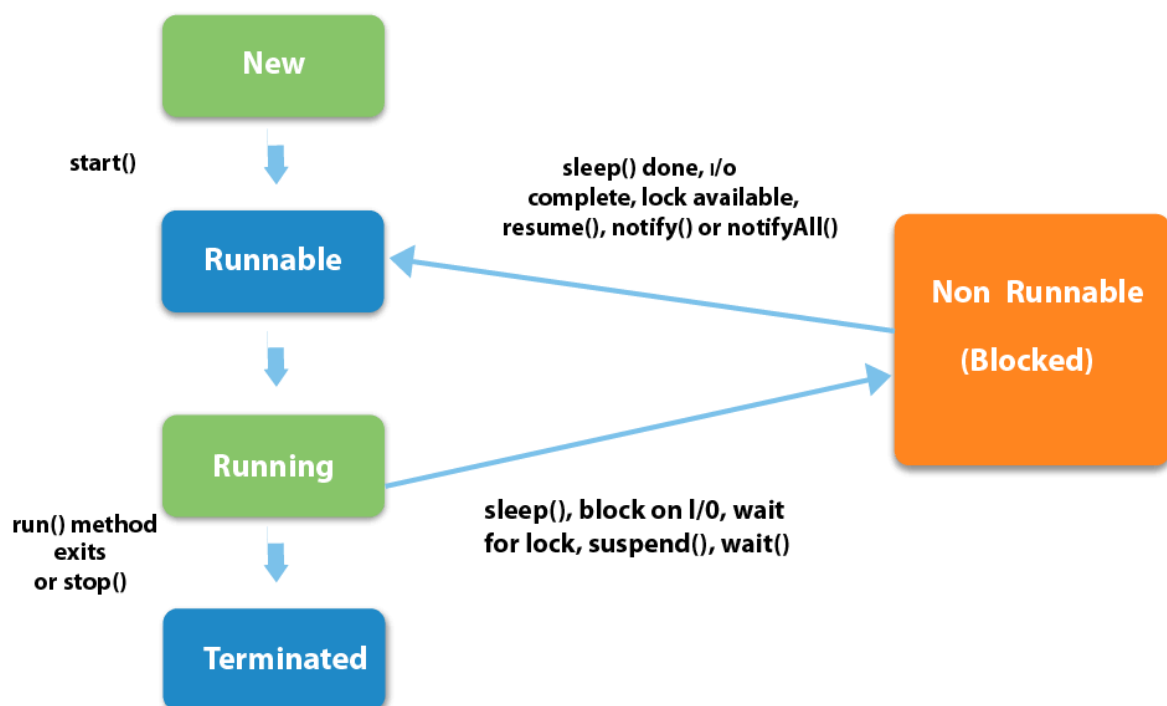 New
start()
sleep() done, I/o
complete, lock available,
resume(), notify() or notifyAll()
Runnable
Non Runnable
(Blocked)
Running
sleep(), block on I/0, wait
for lock, suspend(), wait()
run() method
exits
or stop()
Terminated